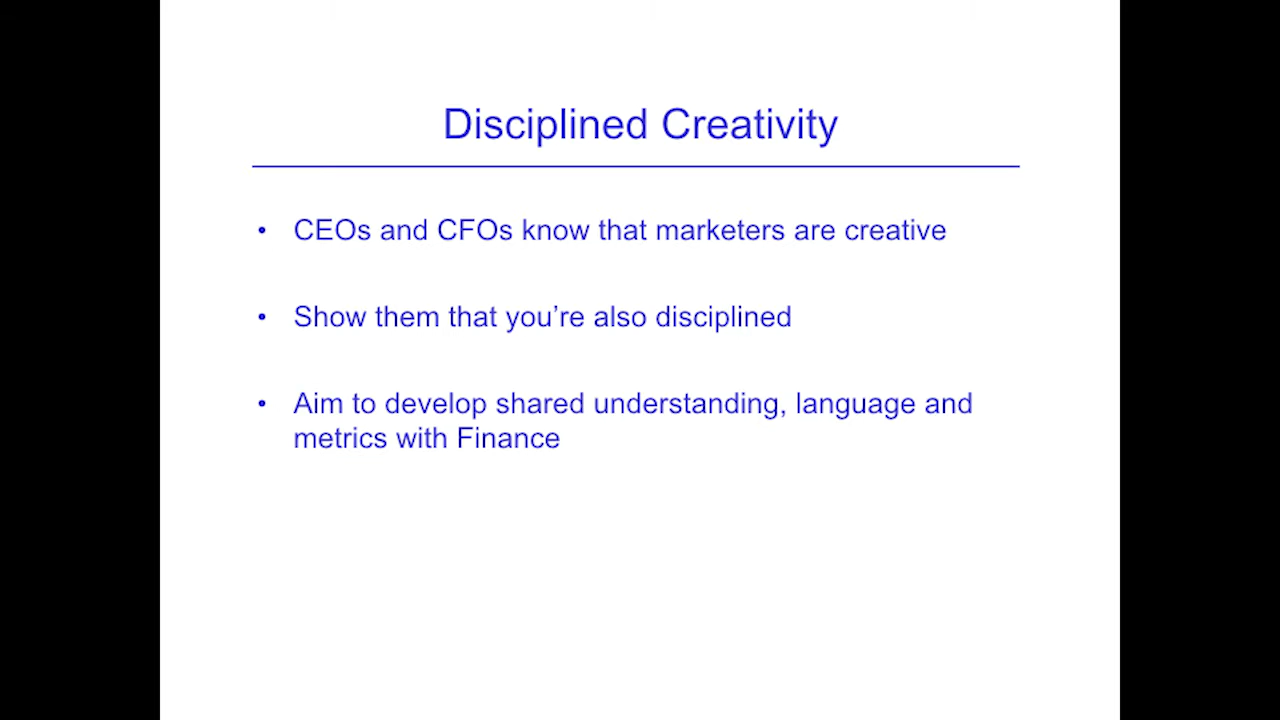 Disciplined Creativity
• CEOs and CFOs know that marketers are creative
• Show them that you’re also disciplined
• Aim to develop shared understanding, language and
metrics with Finance